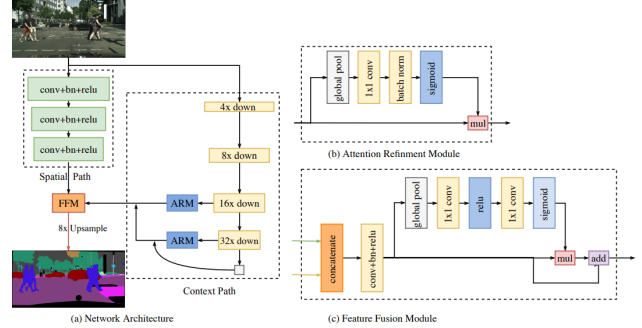 conv+bn+relu
conv+bn+relu
conv+bn+relu
Spatial Path
FFM
8x Upsample
4x down
8x down
ARM
16x down
ARM
32x down
Context Path
(a) Network Architecture
global pool
1x1 conv
batch norm
sigmoid
mul
(b) Attention Refinment Module
concatenate
conv+bn+relu
global pool
1x1 conv
relu
1x1 conv
sigmoid
mul
add
(c) Feature Fusion Module